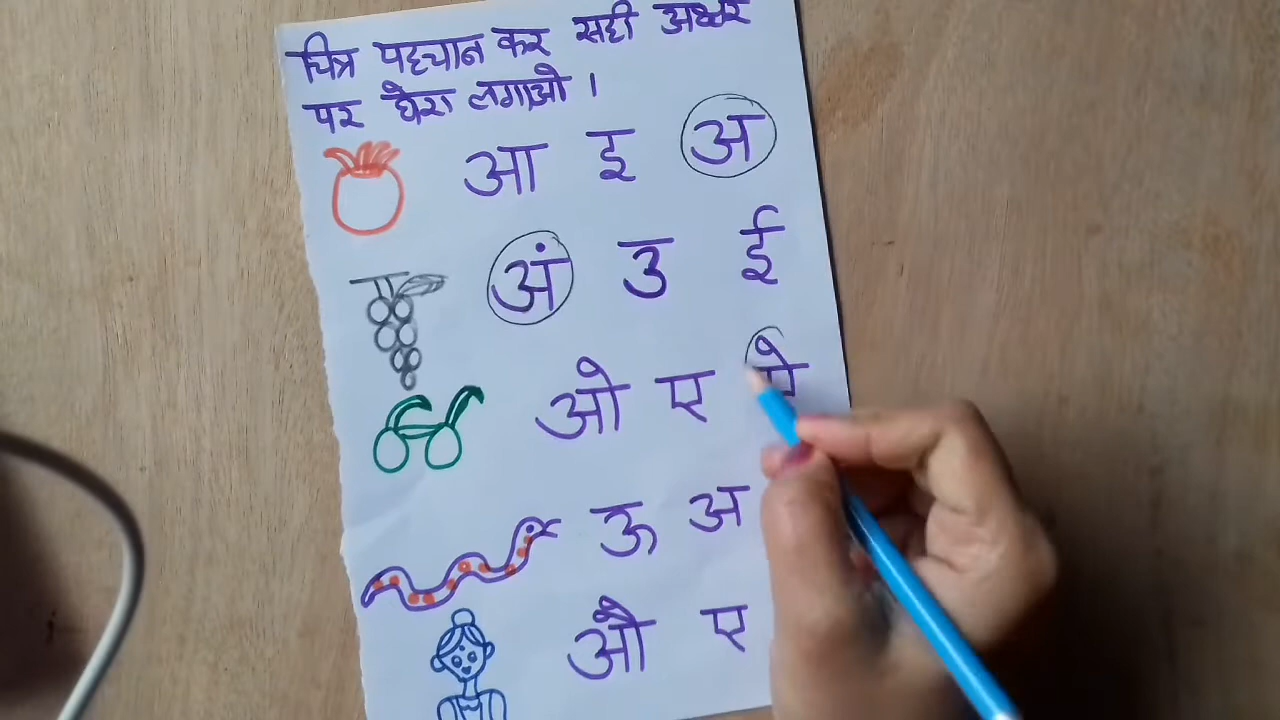 चित्र पहचान कर सही अक्षर
पर घेरा लगाओ ।
आ इ अ
अं उ ई
ओ ए ऐ
ऊ अ
औ ए